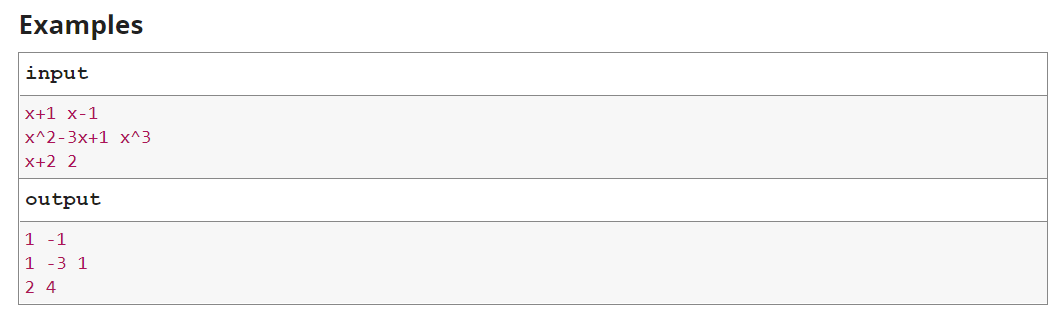 Examples
input
x+1 x-1
x^2-3x+1 x^3
x+2 2
output
1 -1
1 -3 1
2 4